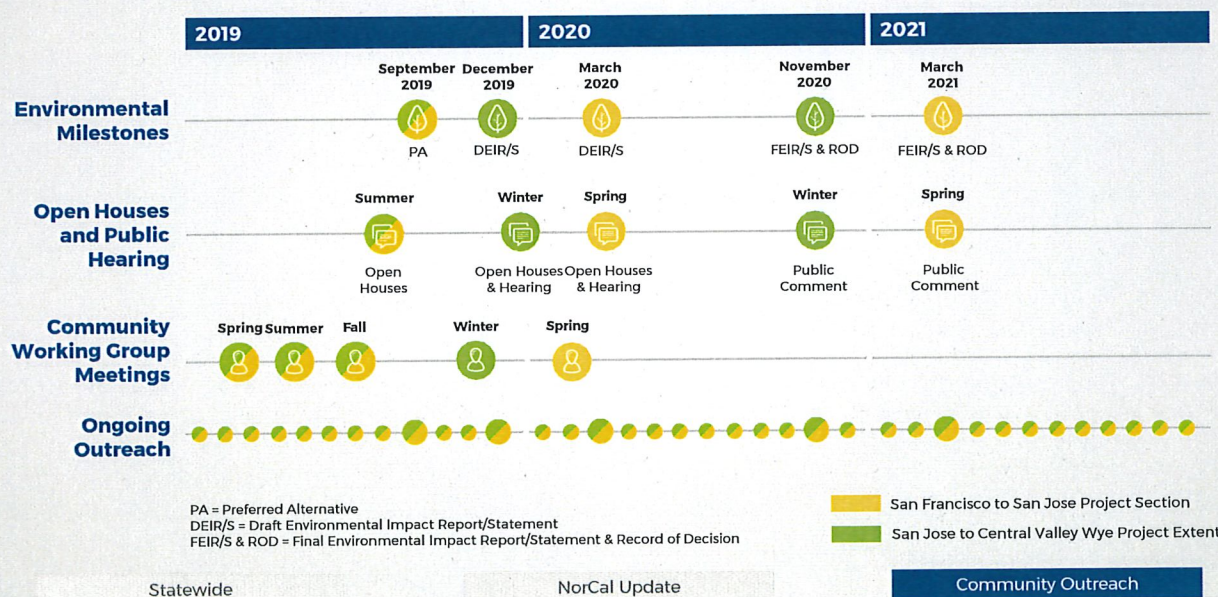 2019 2020 2021
September December March November March
2019 2019 2020 2020 2021
Environmental
Milestones
PA DEIR/S DEIR/S FEIR/S & ROD FEIR/S & ROD
Summer Winter Spring Winter Spring
Open Houses
and Public
Hearing
Open Open Houses Open Houses Public Public
Houses & Hearing & Hearing Comment Comment
Community
Working Group
Meetings
Spring Summer Fall Winter Spring
Ongoing
Outreach
PA = Preferred Alternative
DEIR/S = Draft Environmental Impact Report/Statement
FEIR/S & ROD = Final Environmental Impact Report/Statement & Record of Decision
San Francisco to San Jose Project Section
San Jose to Central Valley Wye Project Extent
Statewide NorCal Update Community Outreach